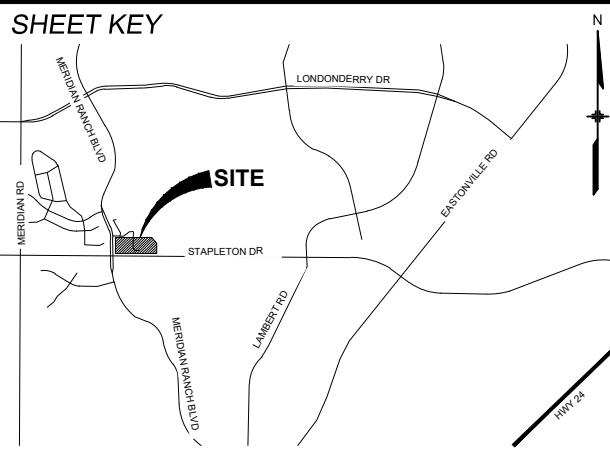 SHEET KEY
N
LONDONDERRY DR
MERIDIAN RANCH BLVD
MERIDIAN RD
SITE
EASTONVILLE RD
STAPLETON DR
LAMBERT RD
MERIDIAN RANCH BLVD
HWY 24